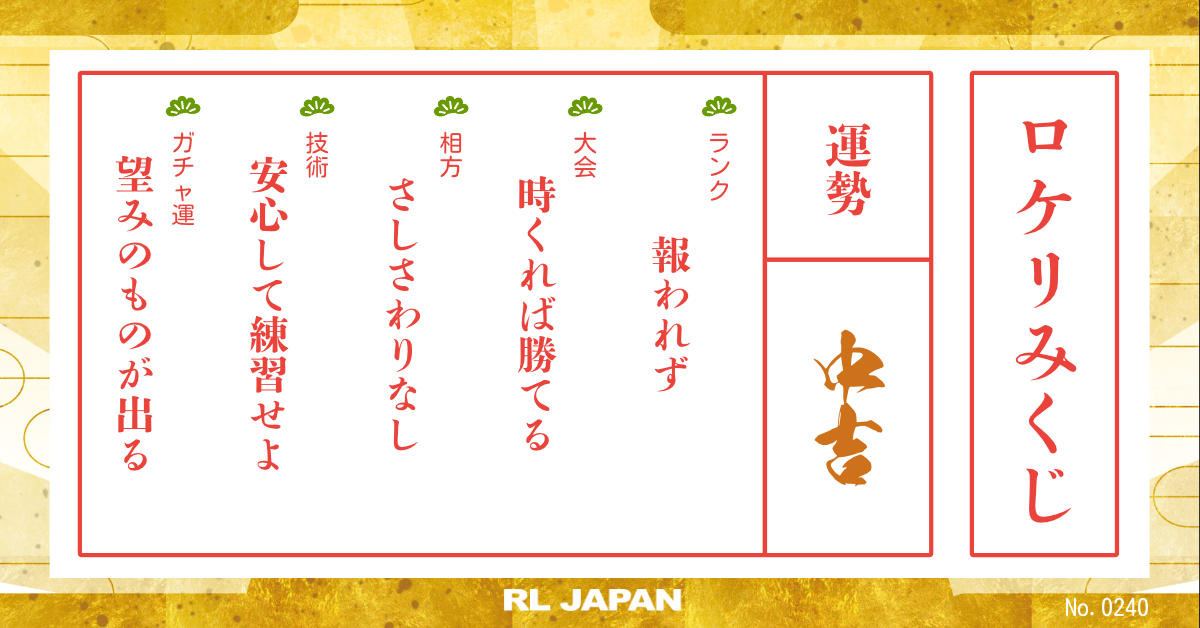 ロケリみくじ
運勢
中吉
ランク
報われず
大会
時くれば勝てる
相方
さしさわりなし
技術
安心して練習せよ
ガチャ運
望みのものが出る
RL JAPAN
No. 0240